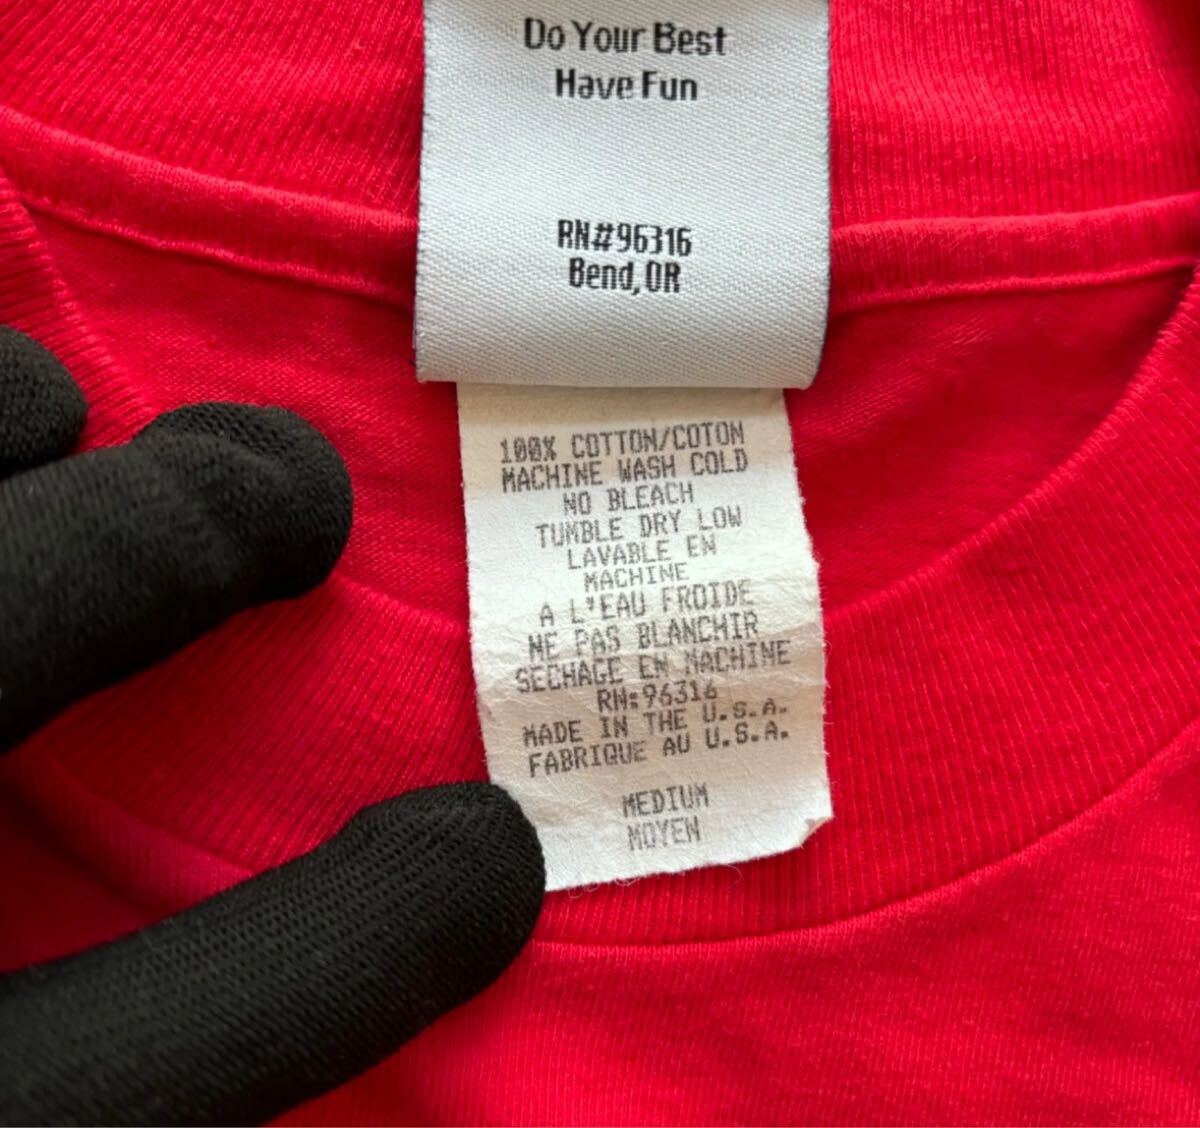 Do Your Best
Have Fun
RN#96316
Bend, OR
100% COTTON/COTON
MACHINE WASH COLD
NO BLEACH
TUMBLE DRY LOW
LAVABLE EN
MACHINE
A L'EAU FROIDE
NE PAS BLANCHIR
SECHAGE EN MACHINE
RN:96316
MADE IN THE U.S.A.
FABRIQUE AU U.S.A.
MEDIUM
MOYEN